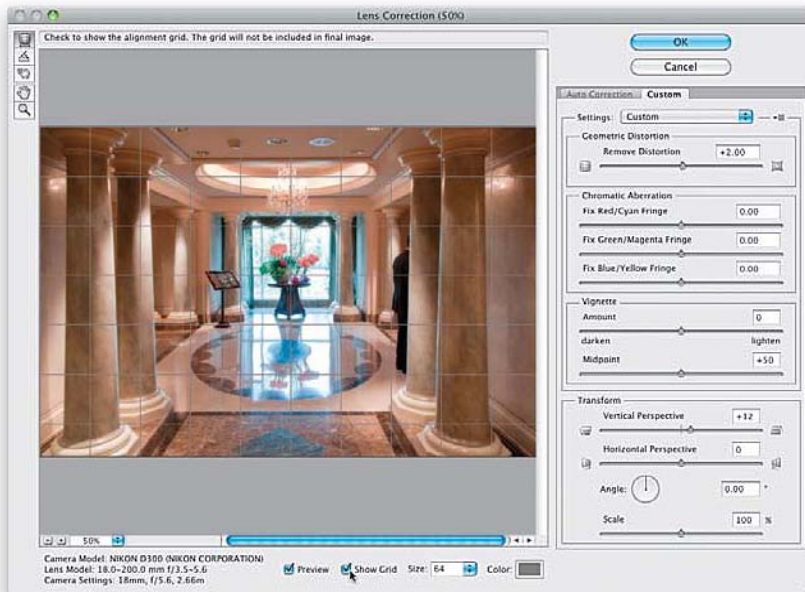 Lens Correction (50%)
Check to show the alignment grid. The grid will not be included in final image.
OK
Cancel
Auto Correction Custom
Settings: Custom
Geometric Distortion
Remove Distortion +2.00
Chromatic Aberration
Fix Red/Cyan Fringe 0.00
Fix Green/Magenta Fringe 0.00
Fix Blue/Yellow Fringe 0.00
Vignette
Amount 0
darken lighten
Midpoint +50
Transform
Vertical Perspective +12
Horizontal Perspective 0
Angle: 0.00 °
Scale 100 %
50%
Camera Model: NIKON D300 (NIKON CORPORATION)
Lens Model: 18.0-200.0 mm f/3.5-5.6
Camera Settings: 18mm, f/5.6, 2.66m
Preview Show Grid Size: 64 Color: